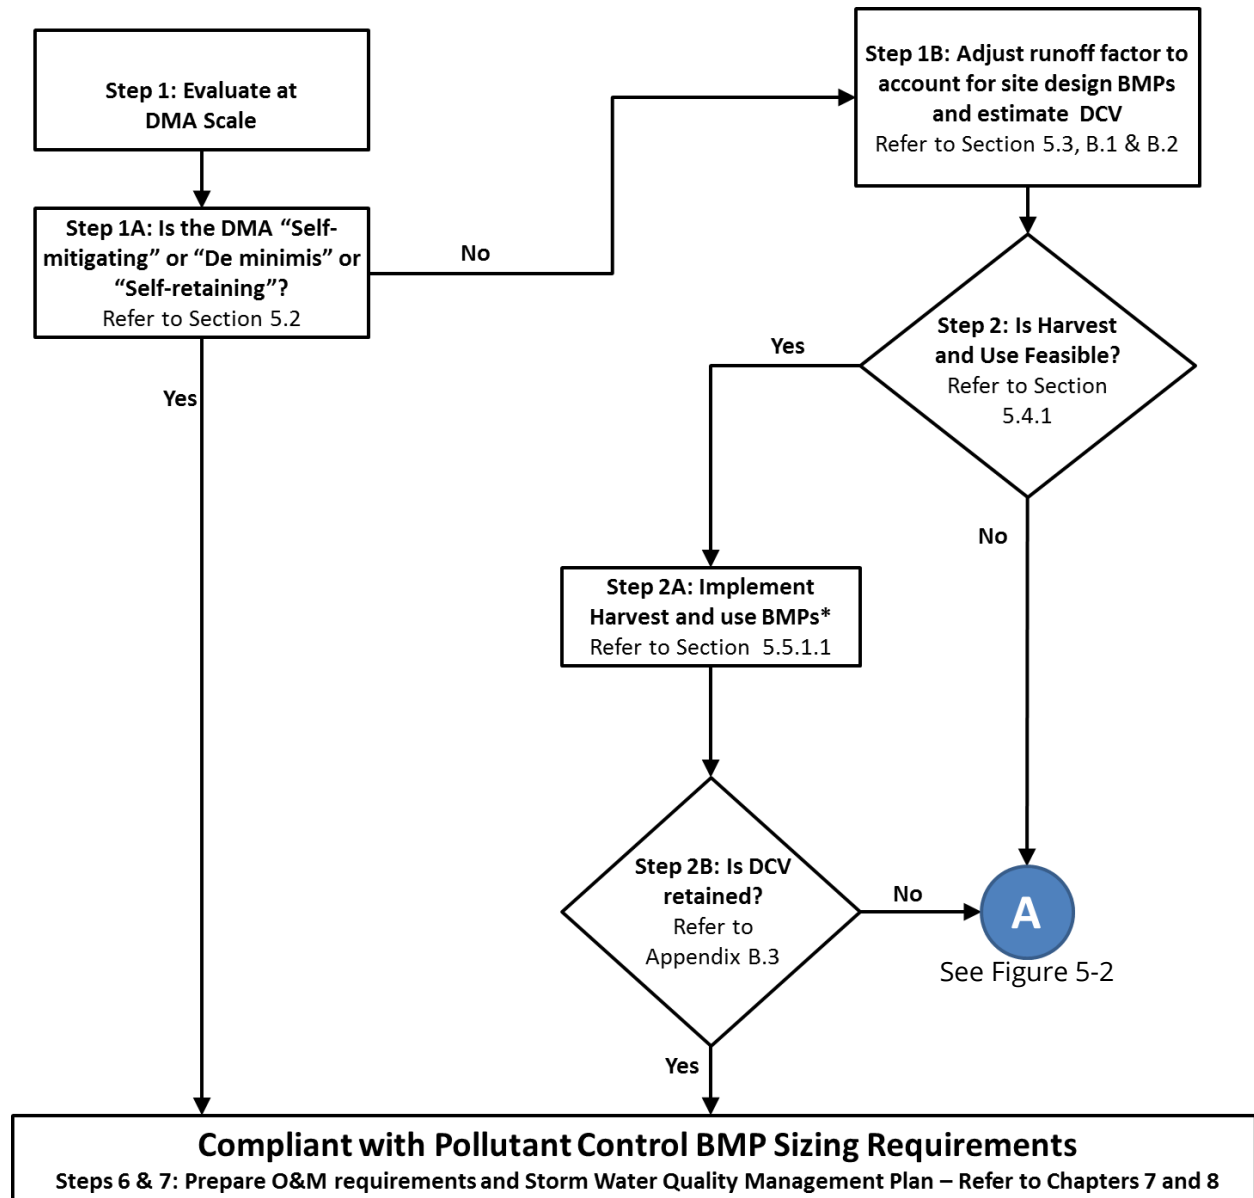 Step 1: Evaluate at
DMA Scale
Step 1A: Is the DMA “Self-
mitigating” or “De minimis” or
“Self-retaining”?
Refer to Section 5.2
No
Yes
Step 1B: Adjust runoff factor to
account for site design BMPs
and estimate DCV
Refer to Section 5.3, B.1 & B.2
Step 2: Is Harvest
and Use Feasible?
Refer to Section
5.4.1
Yes
No
Step 2A: Implement
Harvest and use BMPs*
Refer to Section 5.5.1.1
Step 2B: Is DCV
retained?
Refer to
Appendix B.3
No
A
See Figure 5-2
Yes
Compliant with Pollutant Control BMP Sizing Requirements
Steps 6 & 7: Prepare O&M requirements and Storm Water Quality Management Plan – Refer to Chapters 7 and 8